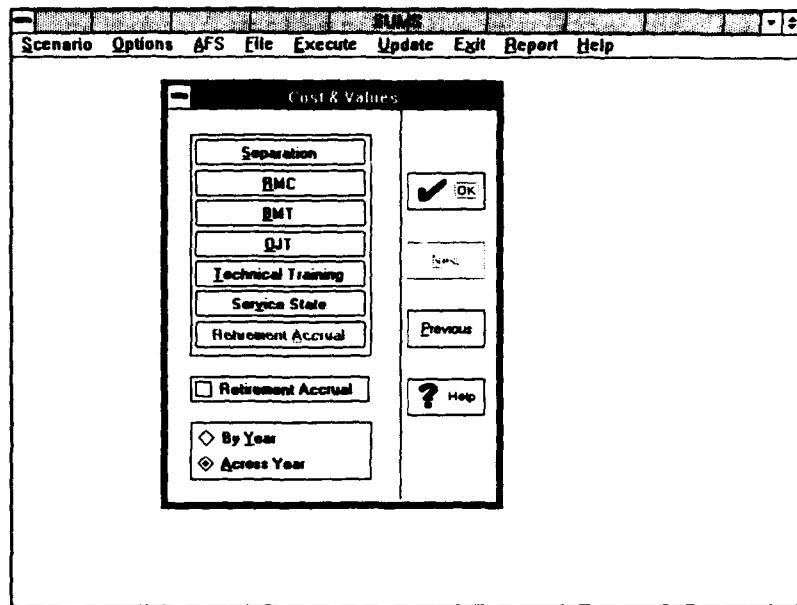 SUMS
Scenario Options AFS File Execute Update Exit Report Help
Cost & Values
Separation
RMC
BMT
OJT
Technical Training
Service State
Retirement Accrual
OK
Next
Previous
Help
Retirement Accrual
By Year
Across Year